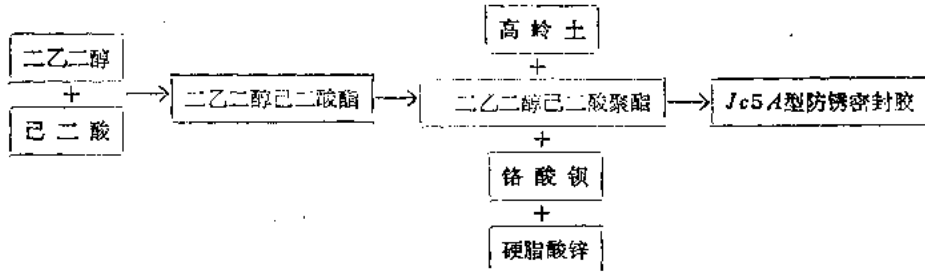 高岭土
二乙二醇
+
+
二乙二醇己二酸酯
二乙二醇己二酸聚酯
Jc5A型防锈密封胶
己二酸
+
铬酸钡
+
硬脂酸锌